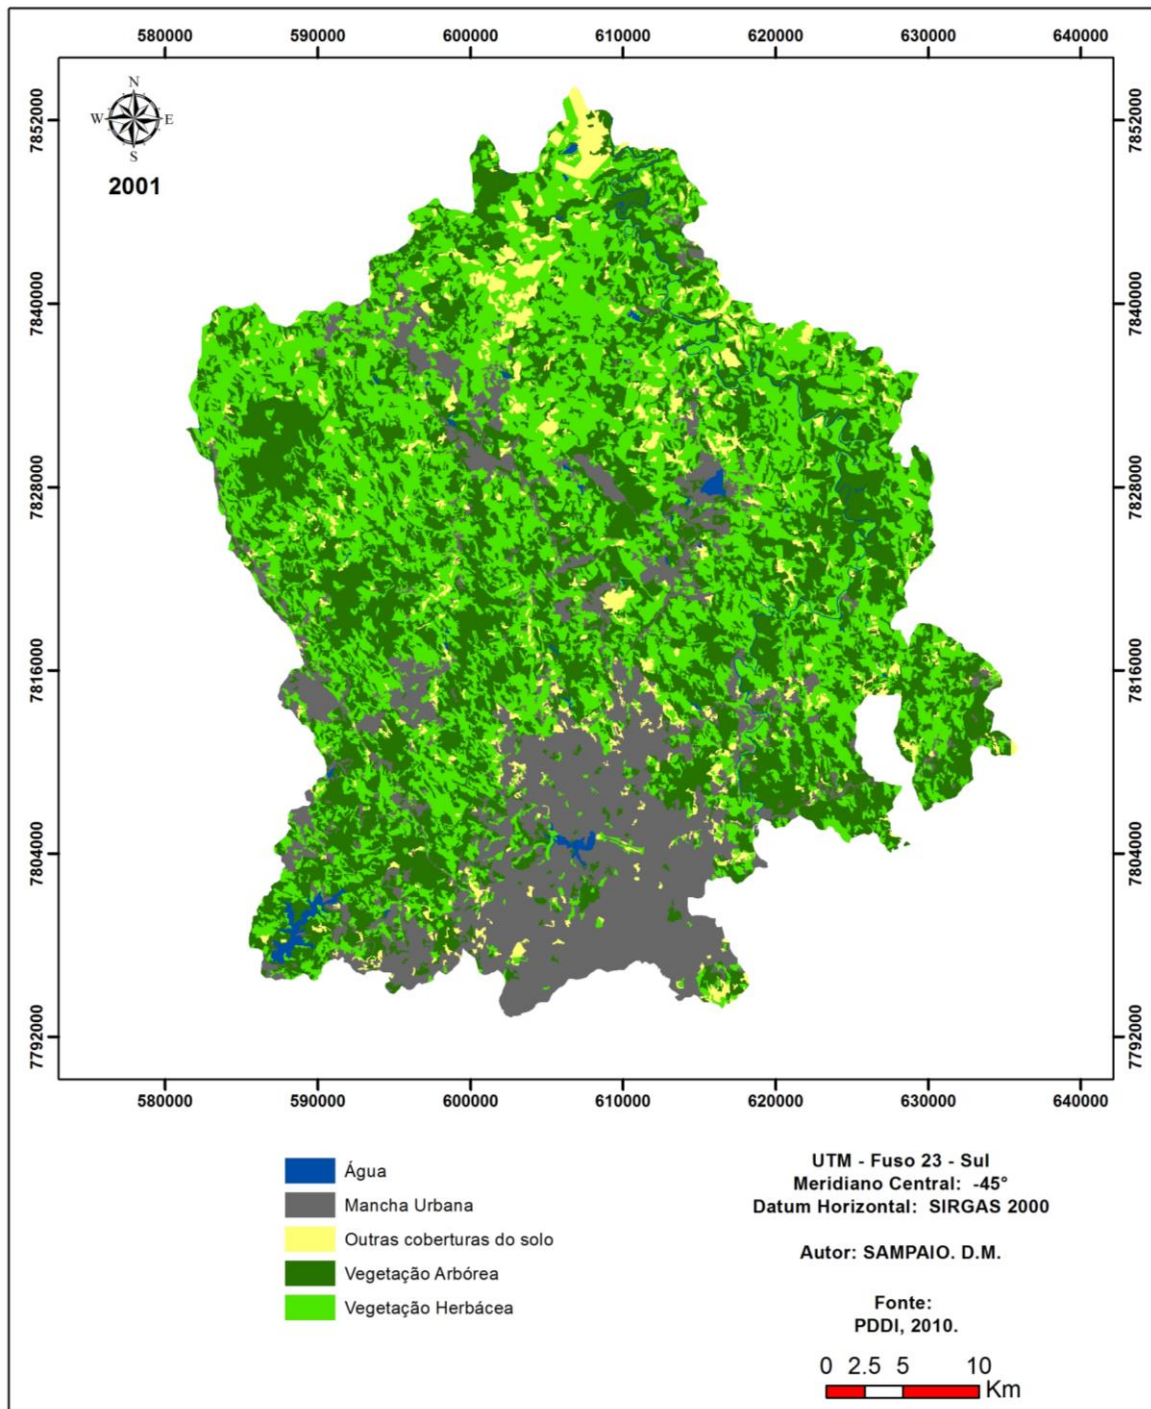 580000 590000 600000 610000 620000 630000 640000
N
W E
S
2001
7852000 7852000
7840000 7840000
7828000 7828000
7816000 7816000
7804000 7804000
7792000 7792000
580000 590000 600000 610000 620000 630000 640000
Água
Mancha Urbana
Outras coberturas do solo
Vegetação Arbórea
Vegetação Herbácea
UTM - Fuso 23 - Sul
Meridiano Central: -45°
Datum Horizontal: SIRGAS 2000
Autor: SAMPAIO. D.M.
Fonte:
PDDI, 2010.
0 2.5 5 10
Km